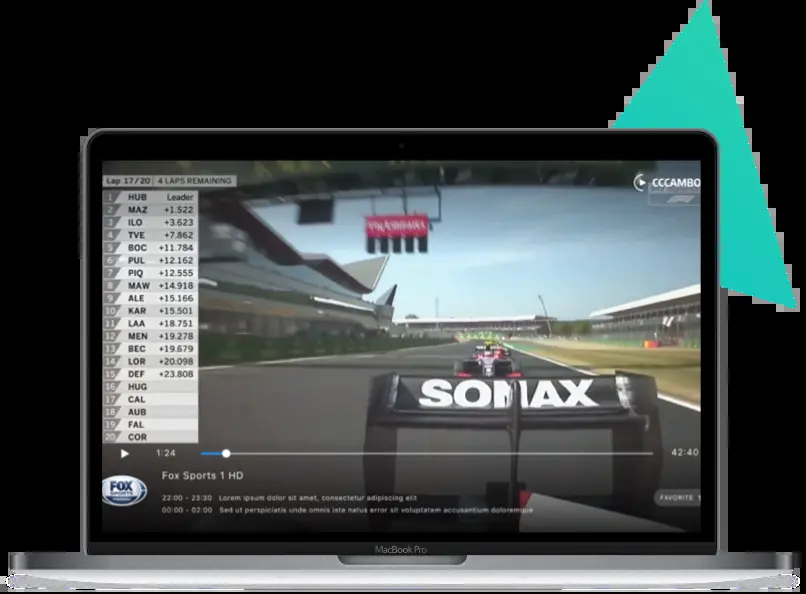 Lap 17/20 4 LAPS REMAINING
1 HUB Leader
2 MAZ +1.522
3 ILO +3.623
4 TVE +7.862
5 BOC +11.784
6 PUL +12.162
7 PIQ +12.555
8 MAW +14.918
9 ALE +15.166
10 KAR +15.501
11 LAA +18.751
12 MEN +19.278
13 BEC +19.679
14 LOR +20.098
15 DEF +23.808
16 HUG
17 CAL
18 AUB
19 FAL
20 COR
CCCAMBO
F1
SONAX
1:24
42:40
Fox Sports 1 HD
FOX
SPORTS
22:00 - 23:30 Lorem ipsum dolor sit amet, consectetur adipiscing elit
FAVORITE
00:00 - 02:00 Sed ut perspiciatis unde omnis iste natus error sit voluptatem accusantium doloremque
MacBook Pro